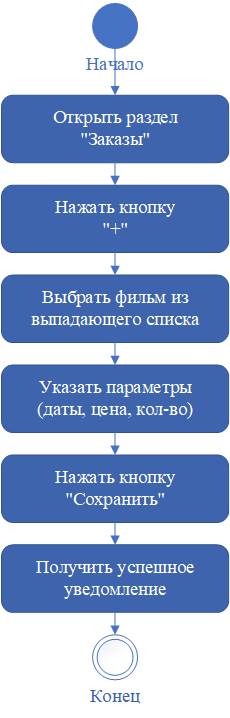 Начало
Открыть раздел
"Заказы"
Нажать кнопку
"+"
Выбрать фильм из
выпадающего списка
Указать параметры
(даты, цена, кол-во)
Нажать кнопку
"Сохранить"
Получить успешное
уведомление
Конец